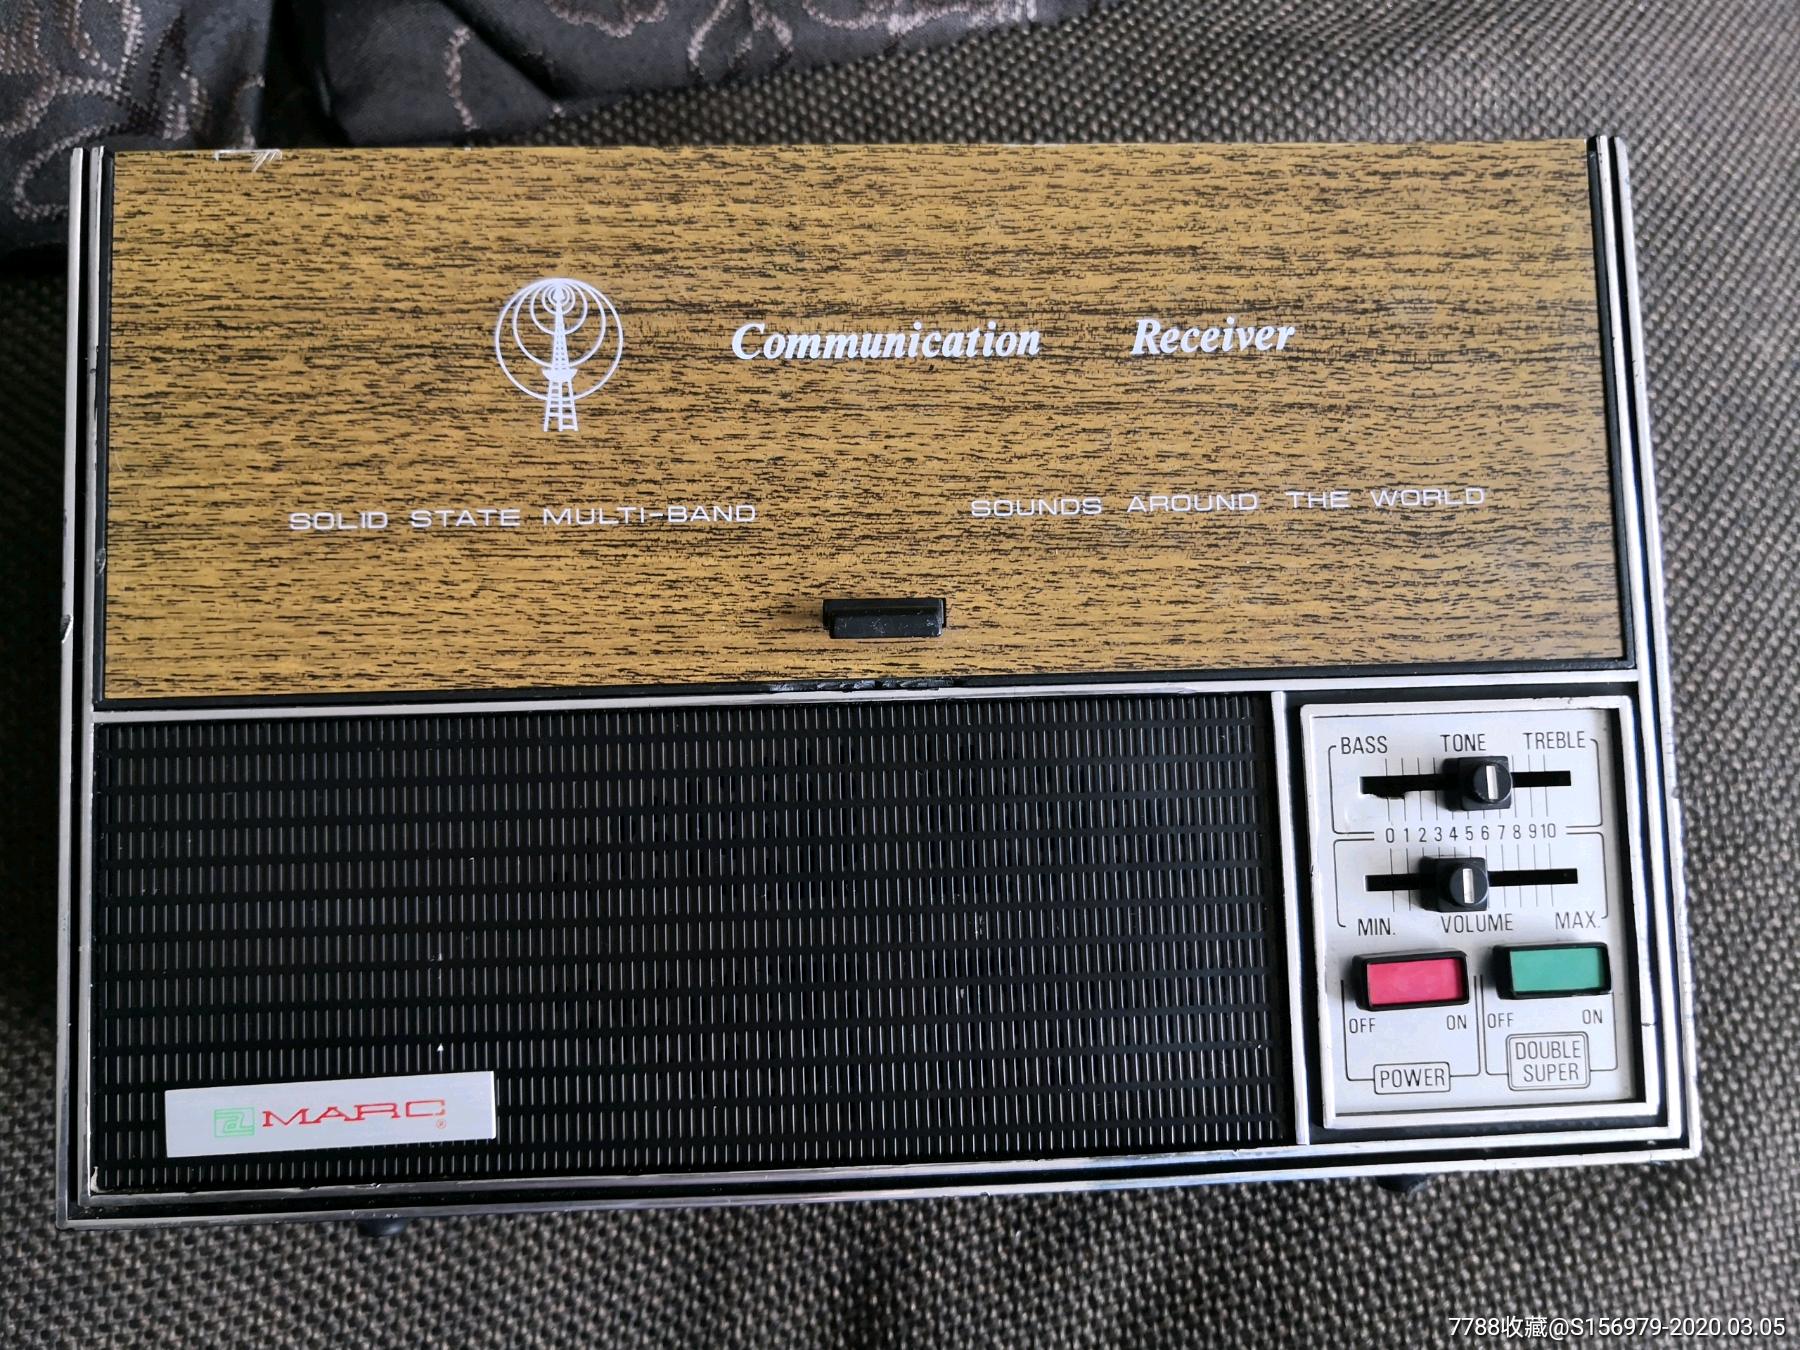 Communication Receiver
SOLID STATE MULTI-BAND
SOUNDS AROUND THE WORLD
BASS TONE TREBLE
0 1 2 3 4 5 6 7 8 9 10
MIN. VOLUME MAX.
OFF ON OFF ON
POWER
DOUBLE
SUPER
a MARC®
7788收藏@S156979-2020.03.05